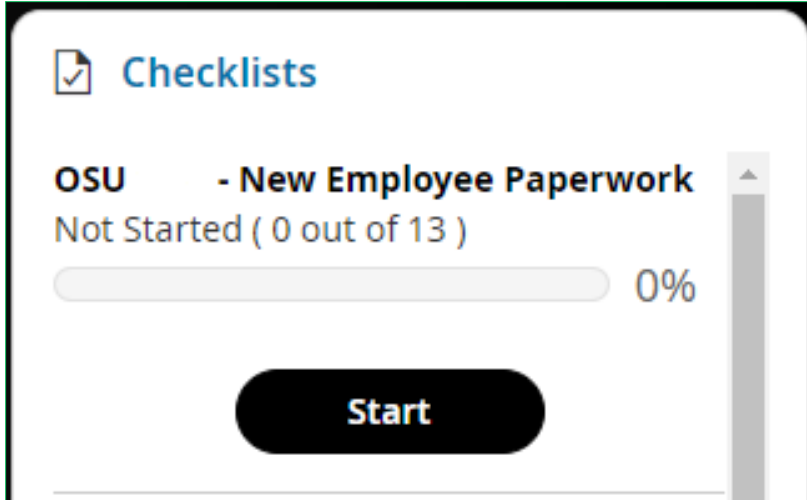 Checklists
OSU - New Employee Paperwork
Not Started ( 0 out of 13 )
0%
Start